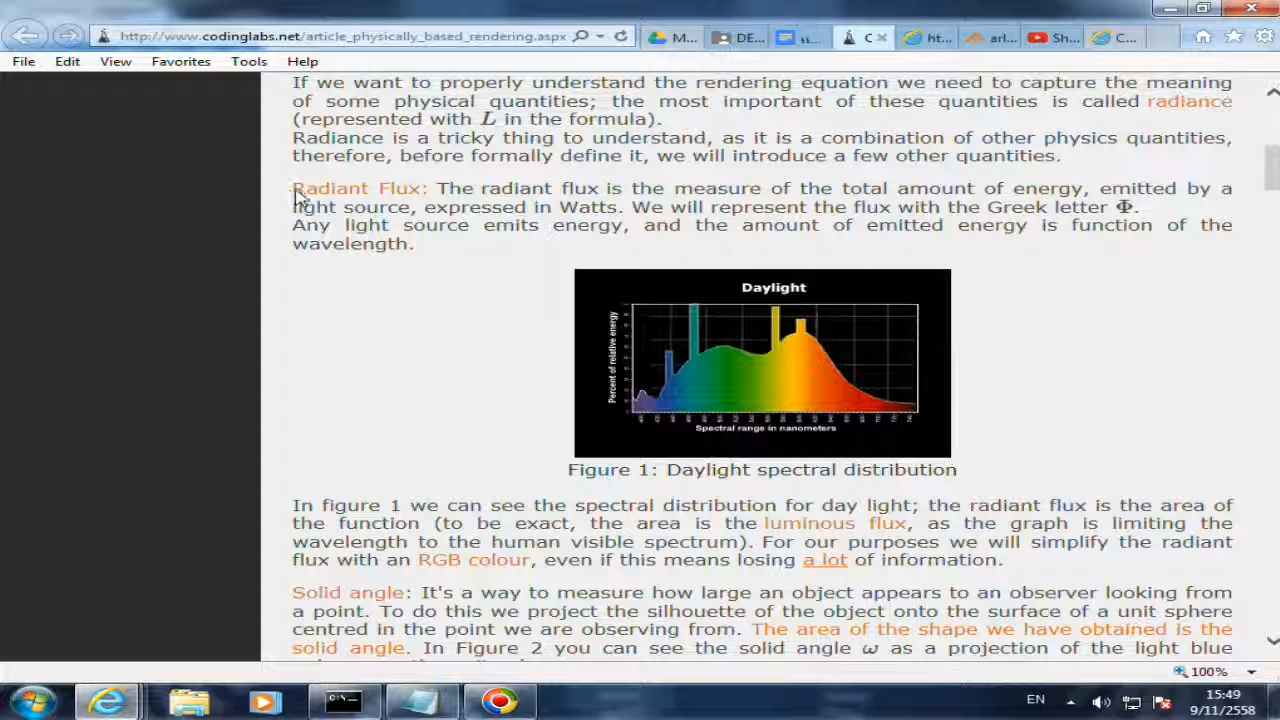 http://www.codinglabs.net/article_physically_based_rendering.aspx
M...
DE...
C
ht...
arl...
Sh...
C...
File Edit View Favorites Tools Help
If we want to properly understand the rendering equation we need to capture the meaning
of some physical quantities; the most important of these quantities is called radiance
(represented with L in the formula).
Radiance is a tricky thing to understand, as it is a combination of other physics quantities,
therefore, before formally define it, we will introduce a few other quantities.
Radiant Flux: The radiant flux is the measure of the total amount of energy, emitted by a
light source, expressed in Watts. We will represent the flux with the Greek letter Φ.
Any light source emits energy, and the amount of emitted energy is function of the
wavelength.
Daylight
Percent of relative energy
Spectral range in nanometers
Figure 1: Daylight spectral distribution
In figure 1 we can see the spectral distribution for day light; the radiant flux is the area of
the function (to be exact, the area is the luminous flux, as the graph is limiting the
wavelength to the human visible spectrum). For our purposes we will simplify the radiant
flux with an RGB colour, even if this means losing a lot of information.
Solid angle: It's a way to measure how large an object appears to an observer looking from
a point. To do this we project the silhouette of the object onto the surface of a unit sphere
centred in the point we are observing from. The area of the shape we have obtained is the
solid angle. In Figure 2 you can see the solid angle ω as a projection of the light blue
100%
EN
15:49
9/11/2558